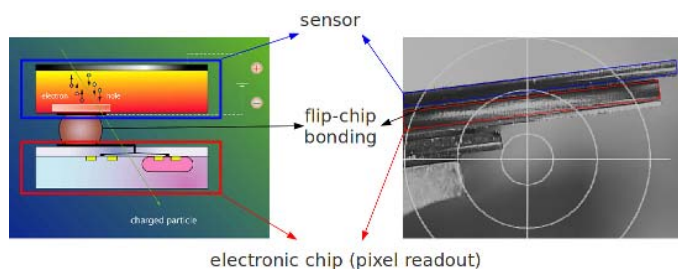 sensor
electron
hole
flip-chip
bonding
charged particle
electronic chip (pixel readout)